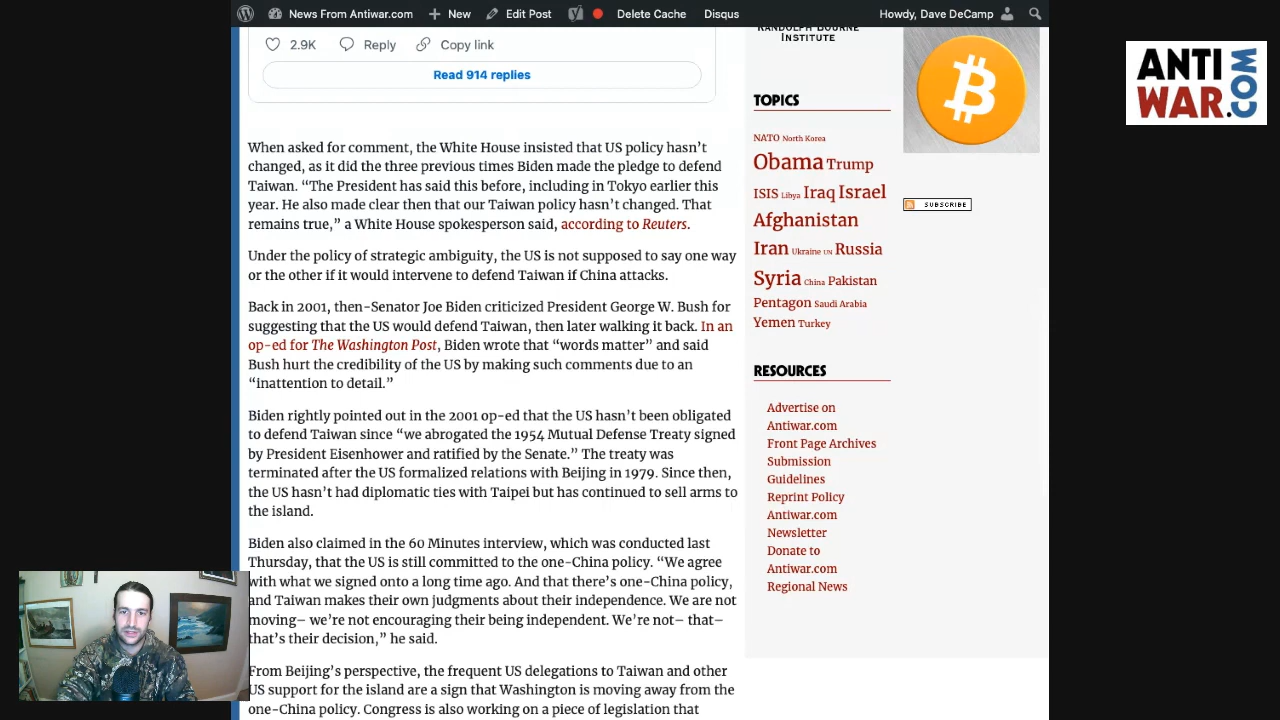 News From Antiwar.com
New
Edit Post
Delete Cache
Disqus
Howdy, Dave DeCamp
2.9K
Reply
Copy link
Read 914 replies
When asked for comment, the White House insisted that US policy hasn’t
changed, as it did the three previous times Biden made the pledge to defend
Taiwan. “The President has said this before, including in Tokyo earlier this
year. He also made clear then that our Taiwan policy hasn’t changed. That
remains true,” a White House spokesperson said, according to Reuters.
Under the policy of strategic ambiguity, the US is not supposed to say one way
or the other if it would intervene to defend Taiwan if China attacks.
Back in 2001, then-Senator Joe Biden criticized President George W. Bush for
suggesting that the US would defend Taiwan, then later walking it back. In an
op-ed for The Washington Post, Biden wrote that “words matter” and said
Bush hurt the credibility of the US by making such comments due to an
“inattention to detail.”
Biden rightly pointed out in the 2001 op-ed that the US hasn’t been obligated
to defend Taiwan since “we abrogated the 1954 Mutual Defense Treaty signed
by President Eisenhower and ratified by the Senate.” The treaty was
terminated after the US formalized relations with Beijing in 1979. Since then,
the US hasn’t had diplomatic ties with Taipei but has continued to sell arms to
the island.
Biden also claimed in the 60 Minutes interview, which was conducted last
Thursday, that the US is still committed to the one-China policy. “We agree
with what we signed onto a long time ago. And that there’s one-China policy,
and Taiwan makes their own judgments about their independence. We are not
moving– we’re not encouraging their being independent. We’re not– that–
that’s their decision,” he said.
From Beijing’s perspective, the frequent US delegations to Taiwan and other
US support for the island are a sign that Washington is moving away from the
one-China policy. Congress is also working on a piece of legislation that
RANDOLPH BOURNE
INSTITUTE
TOPICS
NATO North Korea
Obama Trump
ISIS Libya Iraq Israel
Afghanistan
Iran Ukraine UN Russia
Syria China Pakistan
Pentagon Saudi Arabia
Yemen Turkey
RESOURCES
Advertise on
Antiwar.com
Front Page Archives
Submission
Guidelines
Reprint Policy
Antiwar.com
Newsletter
Donate to
Antiwar.com
Regional News
SUBSCRIBE
ANTI
WAR.COM